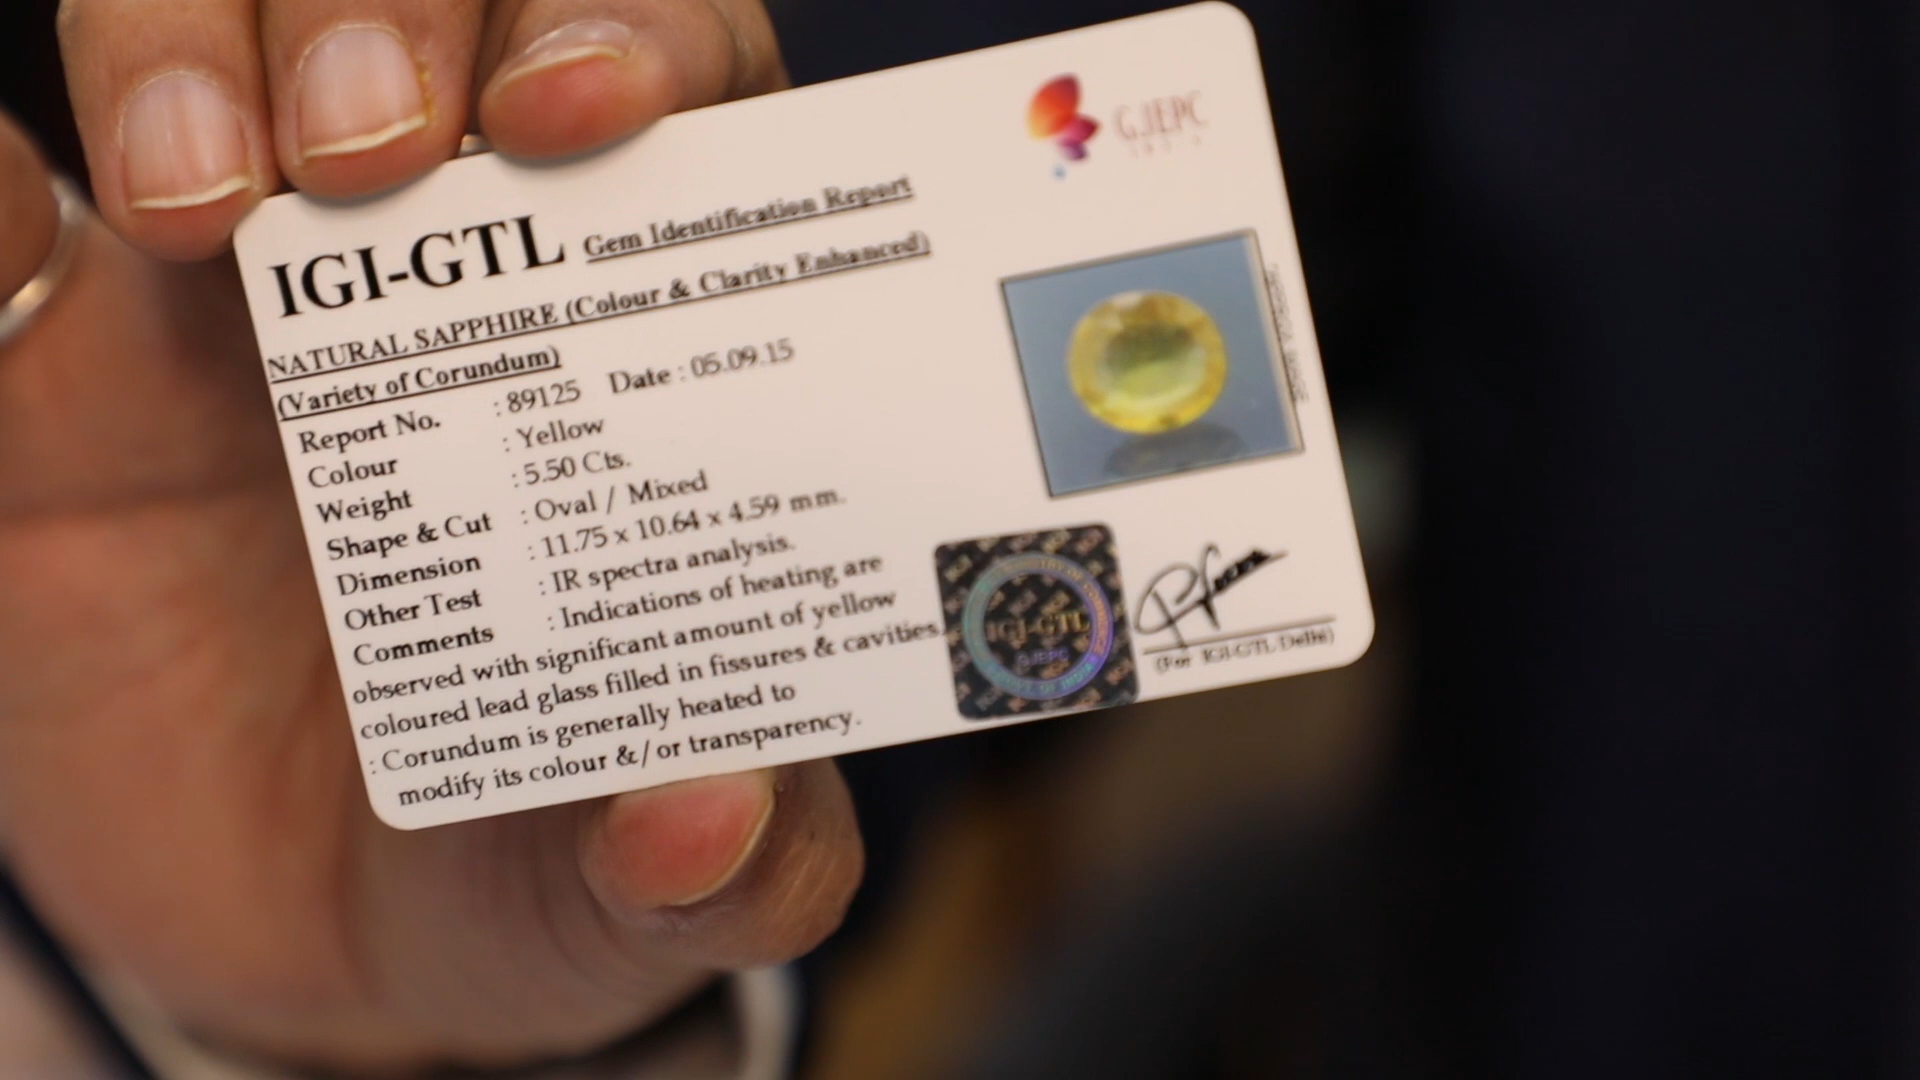 GJEPC
IGI-GTL Gem Identification Report
NATURAL SAPPHIRE (Colour & Clarity Enhanced)
(Variety of Corundum)
Report No. : 89125 Date : 05.09.15
Colour : Yellow
Weight : 5.50 Cts.
Shape & Cut : Oval / Mixed
Dimension : 11.75 x 10.64 x 4.59 mm.
Other Test : IR spectra analysis.
Comments : Indications of heating are
observed with significant amount of yellow
coloured lead glass filled in fissures & cavities.
: Corundum is generally heated to
modify its colour &/ or transparency.
IGI-GTL
GJEPC
(For IGI-GTL Delhi)